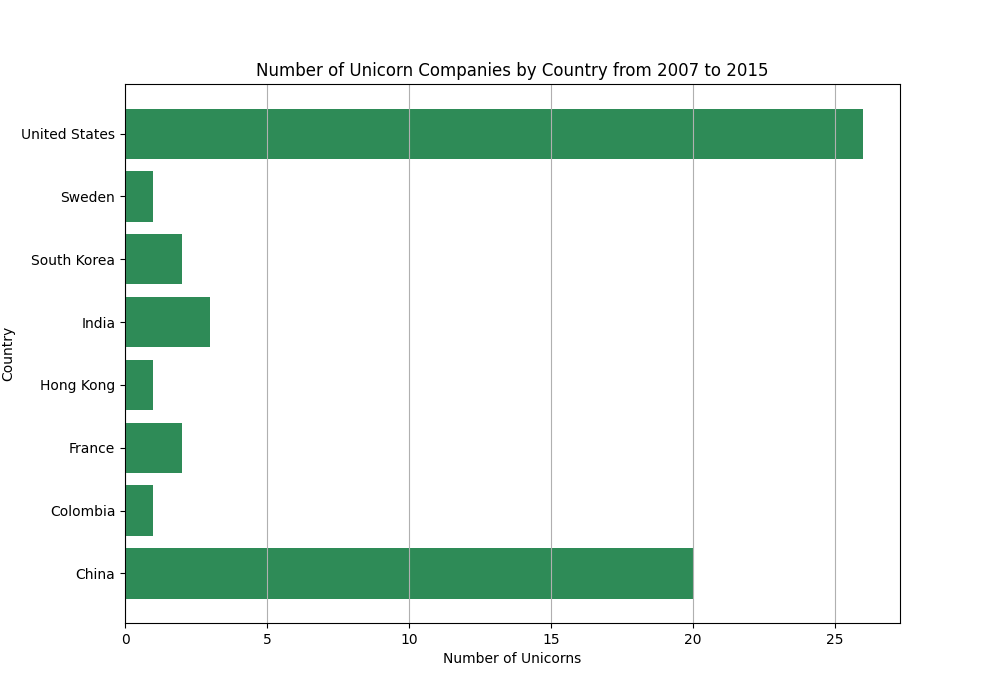 Number of Unicorn Companies by Country from 2007 to 2015
United States
Sweden
South Korea
India
Hong Kong
France
Colombia
China
Country
0 5 10 15 20 25
Number of Unicorns